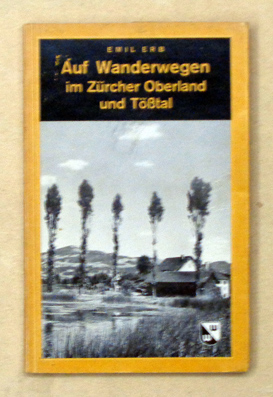 EMIL ERB
Auf Wanderwegen
im Zürcher Oberland
und Tößtal